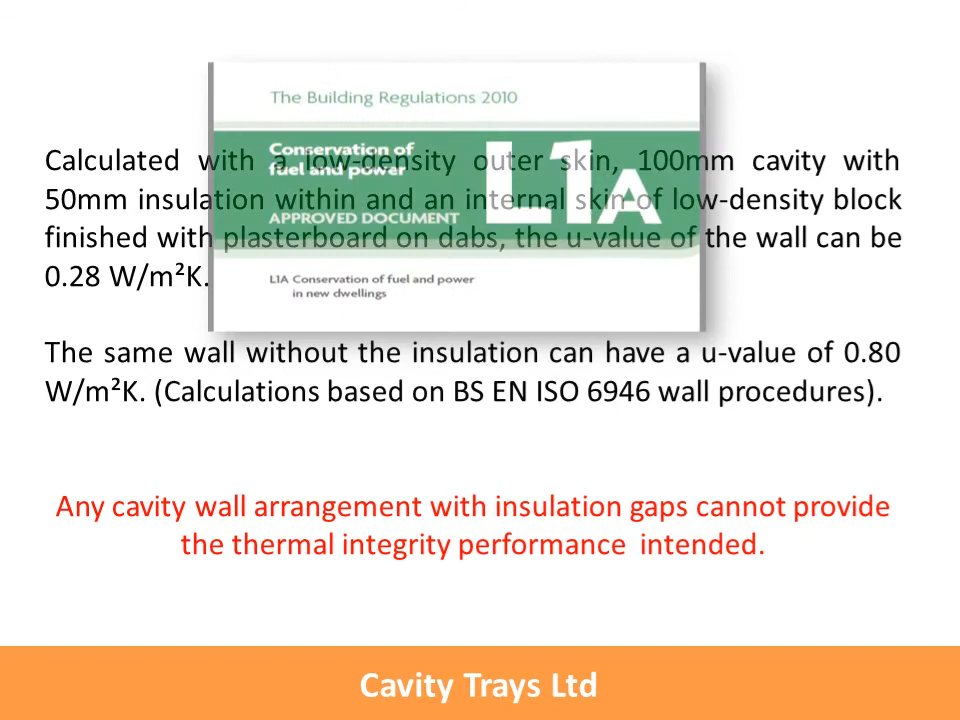 The Building Regulations 2010
Conservation of
fuel and power
L1A
APPROVED DOCUMENT
L1A Conservation of fuel and power
in new dwellings
Calculated with a low-density outer skin, 100mm cavity with
50mm insulation within and an internal skin of low-density block
finished with plasterboard on dabs, the u-value of the wall can be
0.28 W/m²K.
The same wall without the insulation can have a u-value of 0.80
W/m²K. (Calculations based on BS EN ISO 6946 wall procedures).
Any cavity wall arrangement with insulation gaps cannot provide
the thermal integrity performance intended.
Cavity Trays Ltd